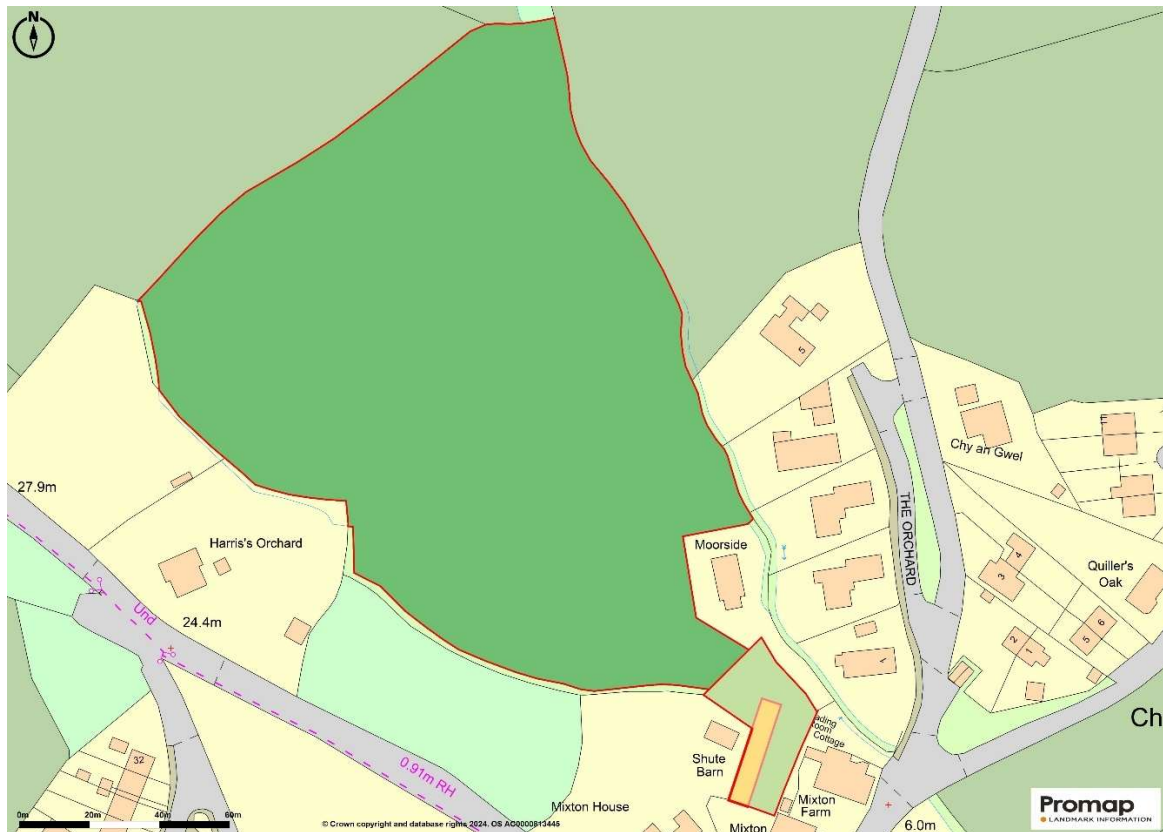 N
5
27.9m
Harris's Orchard
24.4m
Und
Moorside
THE ORCHARD
Chy an Gwel
4
3
Quiller's
Oak
2
1
6
5
1
Shute
Barn
Cottage
Mixton
Farm
Mixton
Mixton House
0.91m RH
32
6.0m
Ch
0m 20m 40m 60m
© Crown copyright and database rights 2024. OS AC0000813445
Promap
LANDMARK INFORMATION